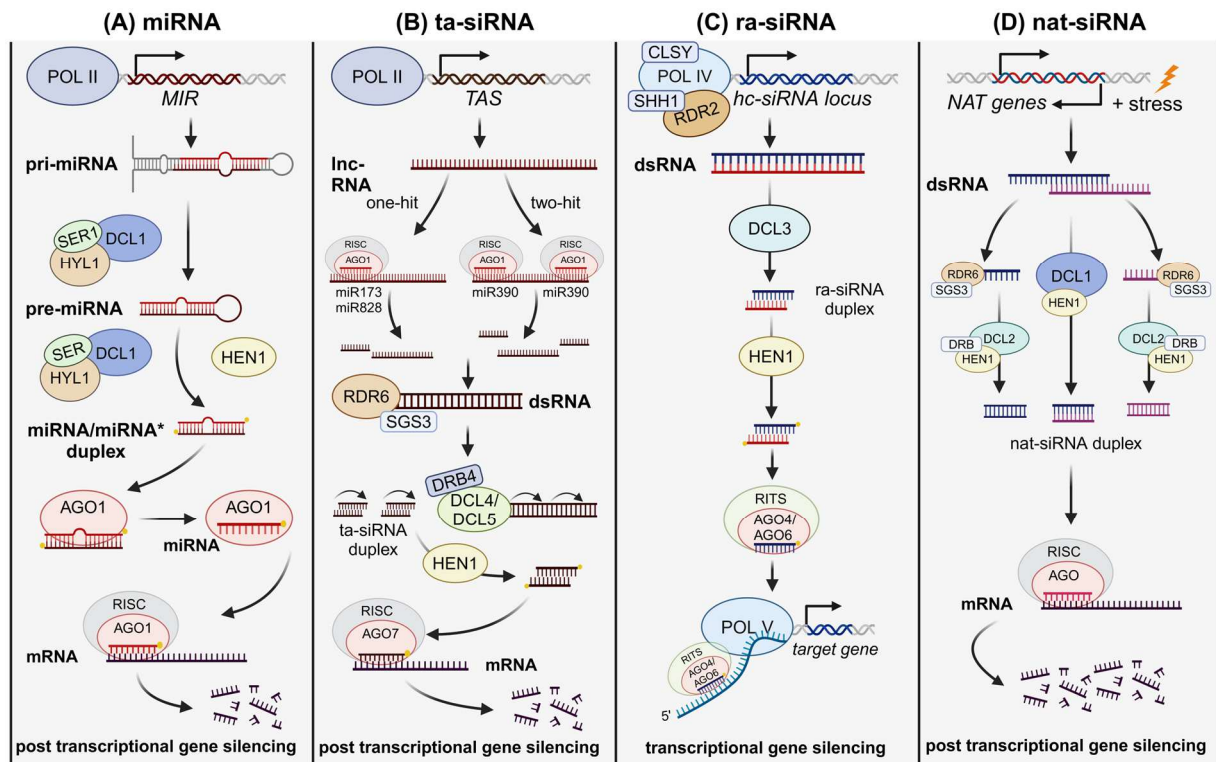 (A) miRNA
POL II
MIR
pri-miRNA
SER1
DCL1
HYL1
pre-miRNA
SER
DCL1
HYL1
HEN1
miRNA/miRNA*
duplex
AGO1
AGO1
miRNA
RISC
AGO1
mRNA
post transcriptional gene silencing
(B) ta-siRNA
POL II
TAS
lnc-
RNA
one-hit
two-hit
RISC
AGO1
RISC
AGO1
RISC
AGO1
miR173
miR828
miR390
miR390
RDR6
SGS3
dsRNA
DRB4
DCL4/
DCL5
ta-siRNA
duplex
HEN1
RISC
AGO7
mRNA
post transcriptional gene silencing
(C) ra-siRNA
CLSY
POL IV
SHH1
RDR2
hc-siRNA locus
dsRNA
DCL3
ra-siRNA
duplex
HEN1
RITS
AGO4/
AGO6
POL V
target gene
RITS
AGO4/
AGO6
5'
transcriptional gene silencing
(D) nat-siRNA
NAT genes
+ stress
dsRNA
RDR6
SGS3
DCL1
HEN1
RDR6
SGS3
DRB
DCL2
HEN1
DCL2
DRB
HEN1
nat-siRNA duplex
RISC
AGO
mRNA
post transcriptional gene silencing